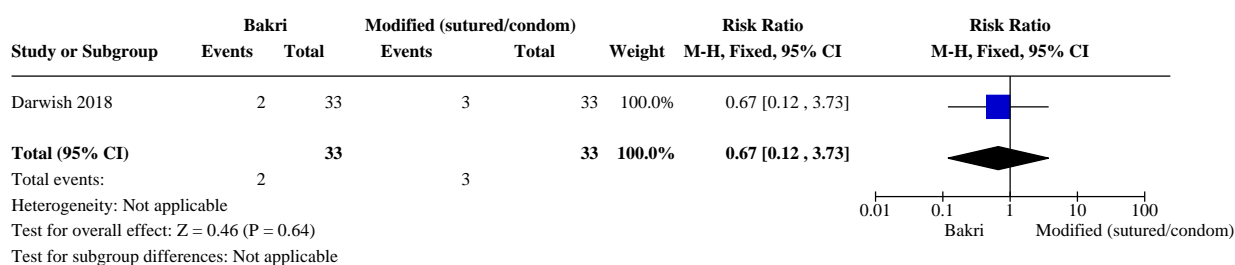 Bakri Modified (sutured/condom) Risk Ratio Risk Ratio
Study or Subgroup Events Total Events Total Weight M-H, Fixed, 95% CI M-H, Fixed, 95% CI
Darwish 2018 2 33 3 33 100.0% 0.67 [0.12 , 3.73]
Total (95% CI) 33 33 100.0% 0.67 [0.12 , 3.73]
Total events: 2 3
Heterogeneity: Not applicable
0.01 0.1 1 10 100
Test for overall effect: Z = 0.46 (P = 0.64) Bakri Modified (sutured/condom)
Test for subgroup differences: Not applicable